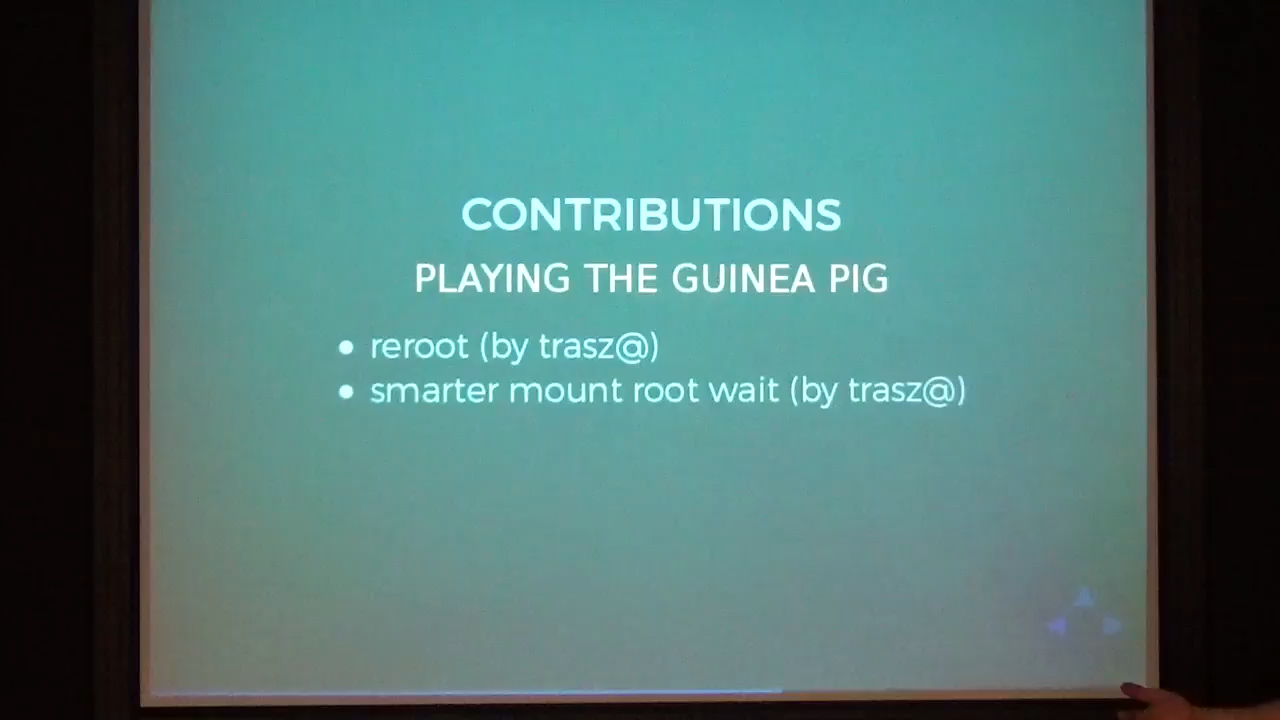 CONTRIBUTIONS
PLAYING THE GUINEA PIG
• reroot (by trasz@)
• smarter mount root wait (by trasz@)